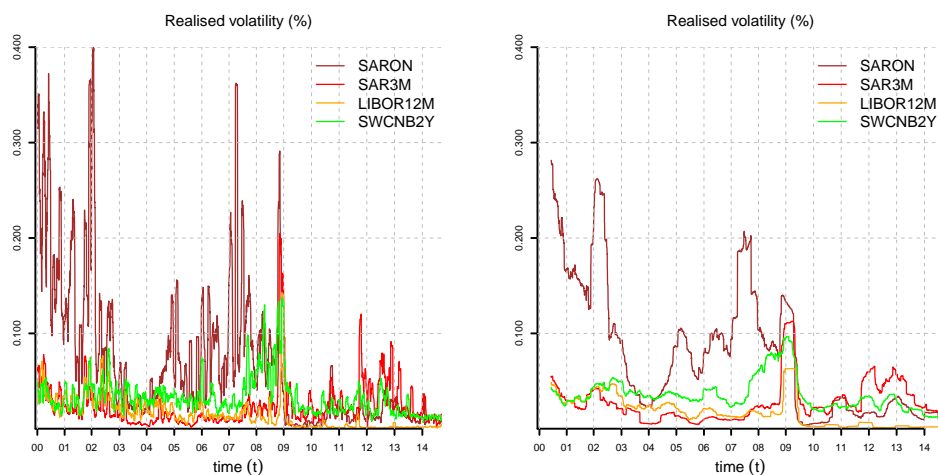 Realised volatility (%)
0.400
0.300
0.200
0.100
SARON
SAR3M
LIBOR12M
SWCNB2Y
00 01 02 03 04 05 06 07 08 09 10 11 12 13 14
time (t)
Realised volatility (%)
0.400
0.300
0.200
0.100
SARON
SAR3M
LIBOR12M
SWCNB2Y
00 01 02 03 04 05 06 07 08 09 10 11 12 13 14
time (t)